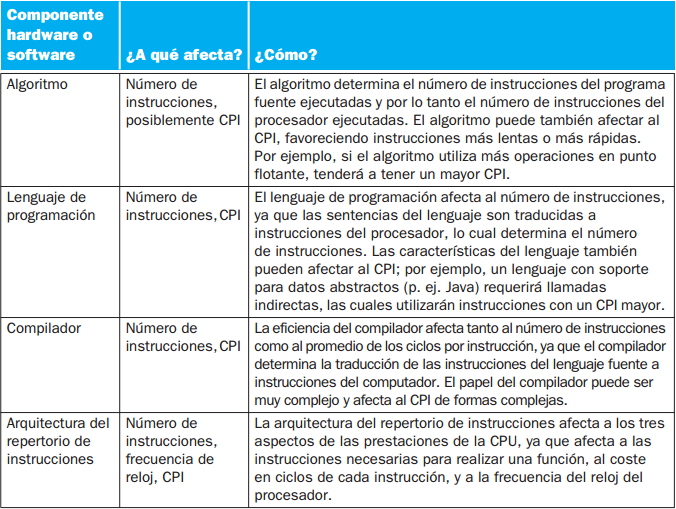 Componente
hardware o
software
¿A qué afecta?
¿Cómo?
Algoritmo
Número de
instrucciones,
posiblemente CPI
El algoritmo determina el número de instrucciones del programa
fuente ejecutadas y por lo tanto el número de instrucciones del
procesador ejecutadas. El algoritmo puede también afectar al
CPI, favoreciendo instrucciones más lentas o más rápidas.
Por ejemplo, si el algoritmo utiliza más operaciones en punto
flotante, tenderá a tener un mayor CPI.
Lenguaje de
programación
Número de
instrucciones, CPI
El lenguaje de programación afecta al número de instrucciones,
ya que las sentencias del lenguaje son traducidas a
instrucciones del procesador, lo cual determina el número
de instrucciones. Las características del lenguaje también
pueden afectar al CPI; por ejemplo, un lenguaje con soporte
para datos abstractos (p. ej. Java) requerirá llamadas
indirectas, las cuales utilizarán instrucciones con un CPI mayor.
Compilador
Número de
instrucciones, CPI
La eficiencia del compilador afecta tanto al número de instrucciones
como al promedio de los ciclos por instrucción, ya que el compilador
determina la traducción de las instrucciones del lenguaje fuente a
instrucciones del computador. El papel del compilador puede ser
muy complejo y afecta al CPI de formas complejas.
Arquitectura del
repertorio de
instrucciones
Número de
instrucciones,
frecuencia de
reloj, CPI
La arquitectura del repertorio de instrucciones afecta a los tres
aspectos de las prestaciones de la CPU, ya que afecta a las
instrucciones necesarias para realizar una función, al coste
en ciclos de cada instrucción, y a la frecuencia del reloj del
procesador.